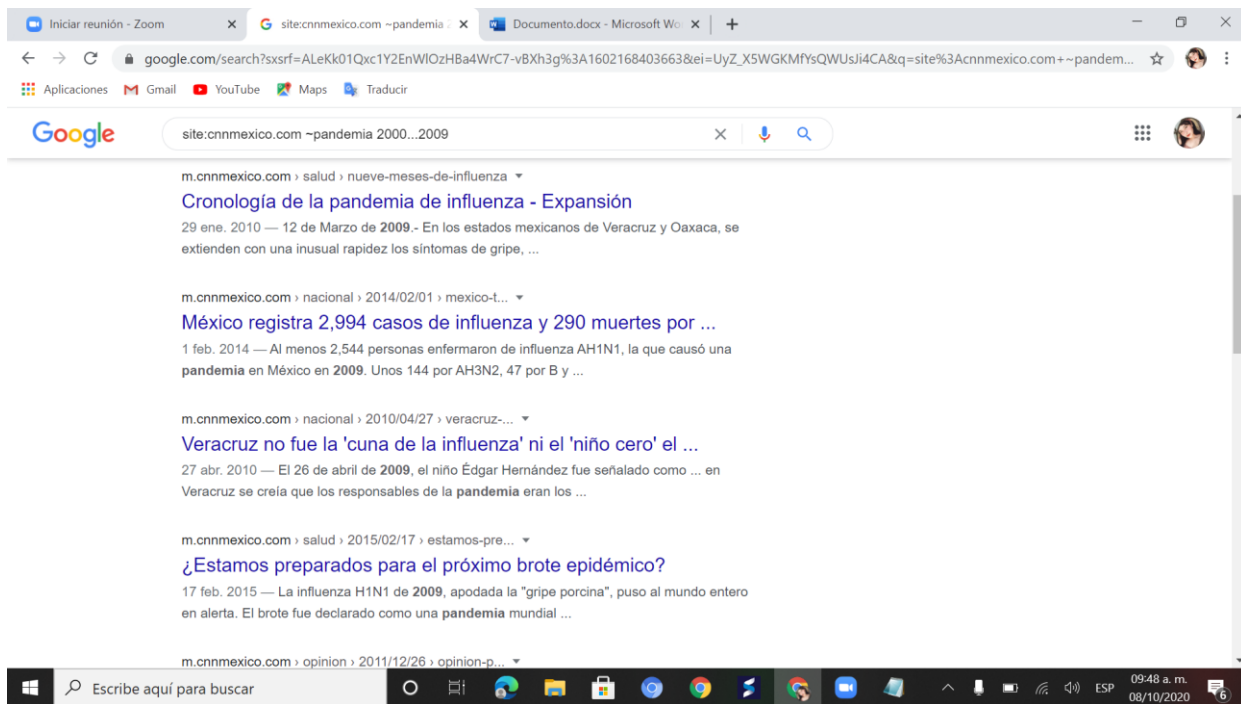 Iniciar reunión - Zoom
site:cnnmexico.com ~pandemia 2
Documento.docx - Microsoft Wo
google.com/search?sxsrf=ALeKk01Qxc1Y2EnWlOzHBa4WrC7-vBXh3g%3A1602168403663&ei=UyZ_X5WGKMfYsQWUsJi4CA&q=site%3Acnnmexico.com+~pandem...
Aplicaciones Gmail YouTube Maps Traducir
Google
site:cnnmexico.com ~pandemia 2000...2009
m.cnnmexico.com › salud › nueve-meses-de-influenza
Cronología de la pandemia de influenza - Expansión
29 ene. 2010 — 12 de Marzo de 2009.- En los estados mexicanos de Veracruz y Oaxaca, se
extienden con una inusual rapidez los síntomas de gripe, ...
m.cnnmexico.com › nacional › 2014/02/01 › mexico-t...
México registra 2,994 casos de influenza y 290 muertes por ...
1 feb. 2014 — Al menos 2,544 personas enfermaron de influenza AH1N1, la que causó una
pandemia en México en 2009. Unos 144 por AH3N2, 47 por B y ...
m.cnnmexico.com › nacional › 2010/04/27 › veracruz-...
Veracruz no fue la 'cuna de la influenza' ni el 'niño cero' el ...
27 abr. 2010 — El 26 de abril de 2009, el niño Édgar Hernández fue señalado como ... en
Veracruz se creía que los responsables de la pandemia eran los ...
m.cnnmexico.com › salud › 2015/02/17 › estamos-pre...
¿Estamos preparados para el próximo brote epidémico?
17 feb. 2015 — La influenza H1N1 de 2009, apodada la "gripe porcina", puso al mundo entero
en alerta. El brote fue declarado como una pandemia mundial ...
m.cnnmexico.com › opinion › 2011/12/26 › opinion-p...
Escribe aquí para buscar
ESP
09:48 a. m.
08/10/2020
6